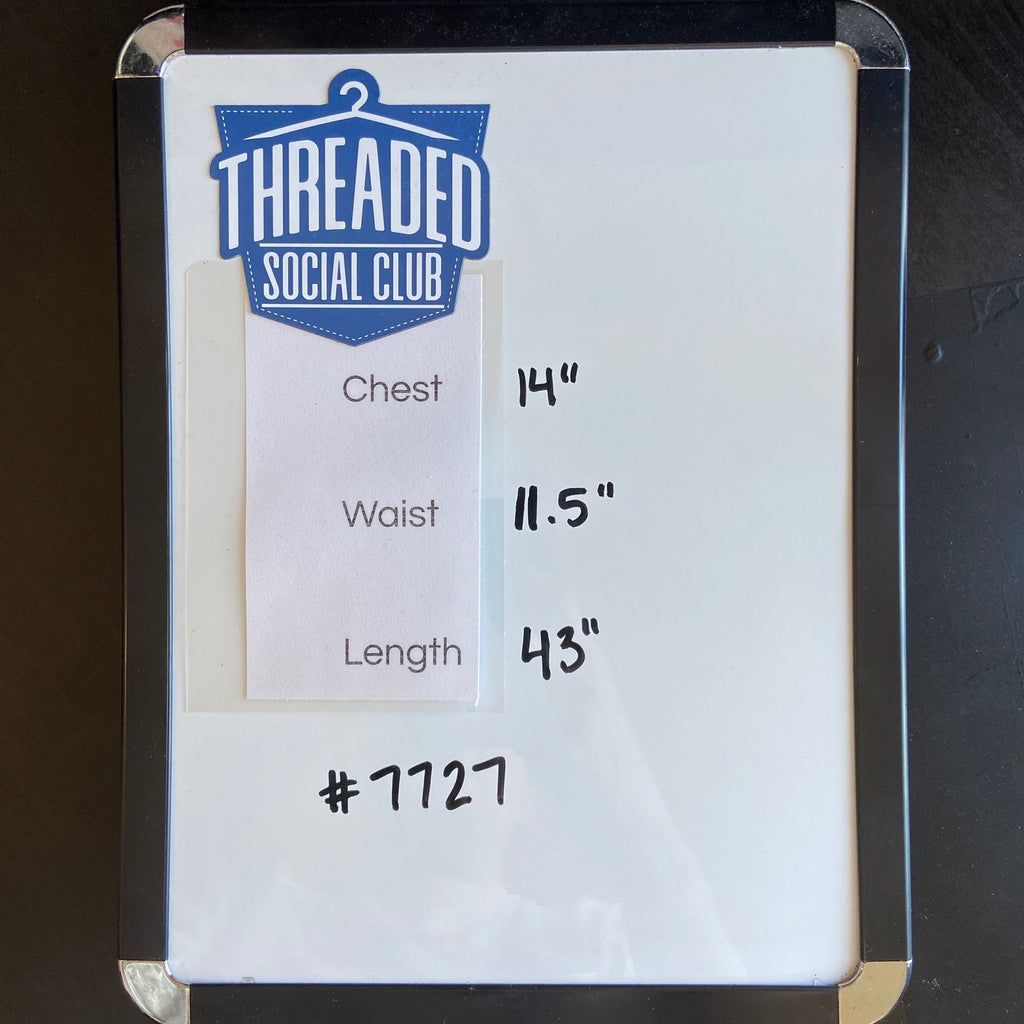 THREADED
SOCIAL CLUB
Chest 14"
Waist 11.5"
Length 43"
#7727